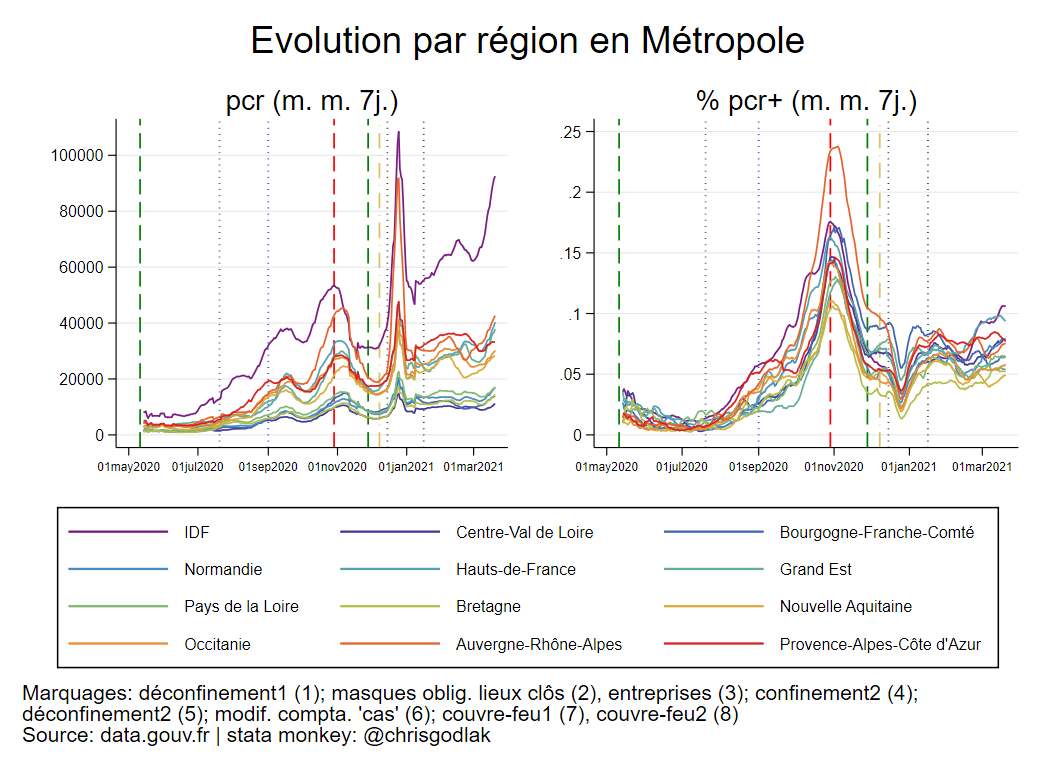 Evolution par région en Métropole
pcr (m. m. 7j.)
100000
80000
60000
40000
20000
0
01may2020 01jul2020 01sep2020 01nov2020 01jan2021 01mar2021
% pcr+ (m. m. 7j.)
.25
.2
.15
.1
.05
0
01may2020 01jul2020 01sep2020 01nov2020 01jan2021 01mar2021
IDF Centre-Val de Loire Bourgogne-Franche-Comté
Normandie Hauts-de-France Grand Est
Pays de la Loire Bretagne Nouvelle Aquitaine
Occitanie Auvergne-Rhône-Alpes Provence-Alpes-Côte d'Azur
Marquages: déconfinement1 (1); masques oblig. lieux clôs (2), entreprises (3); confinement2 (4);
déconfinement2 (5); modif. compta. 'cas' (6); couvre-feu1 (7), couvre-feu2 (8)
Source: data.gouv.fr | stata monkey: @chrisgodlak